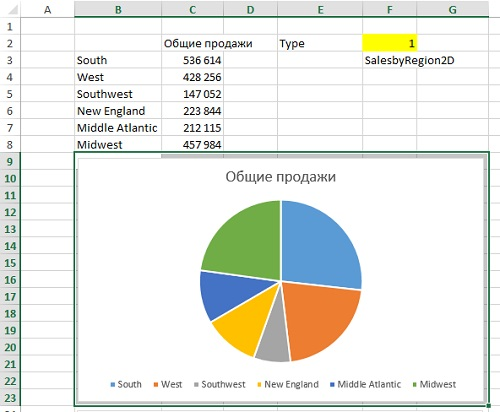 A B C D E F G
1
2 Общие продажи Type 1
3 South 536 614 SalesbyRegion2D
4 West 428 256
5 Southwest 147 052
6 New England 223 844
7 Middle Atlantic 212 115
8 Midwest 457 984
9
10 Общие продажи
11
12
13
14
15
16
17
18
19
20
21
22 South West Southwest New England Middle Atlantic Midwest
23